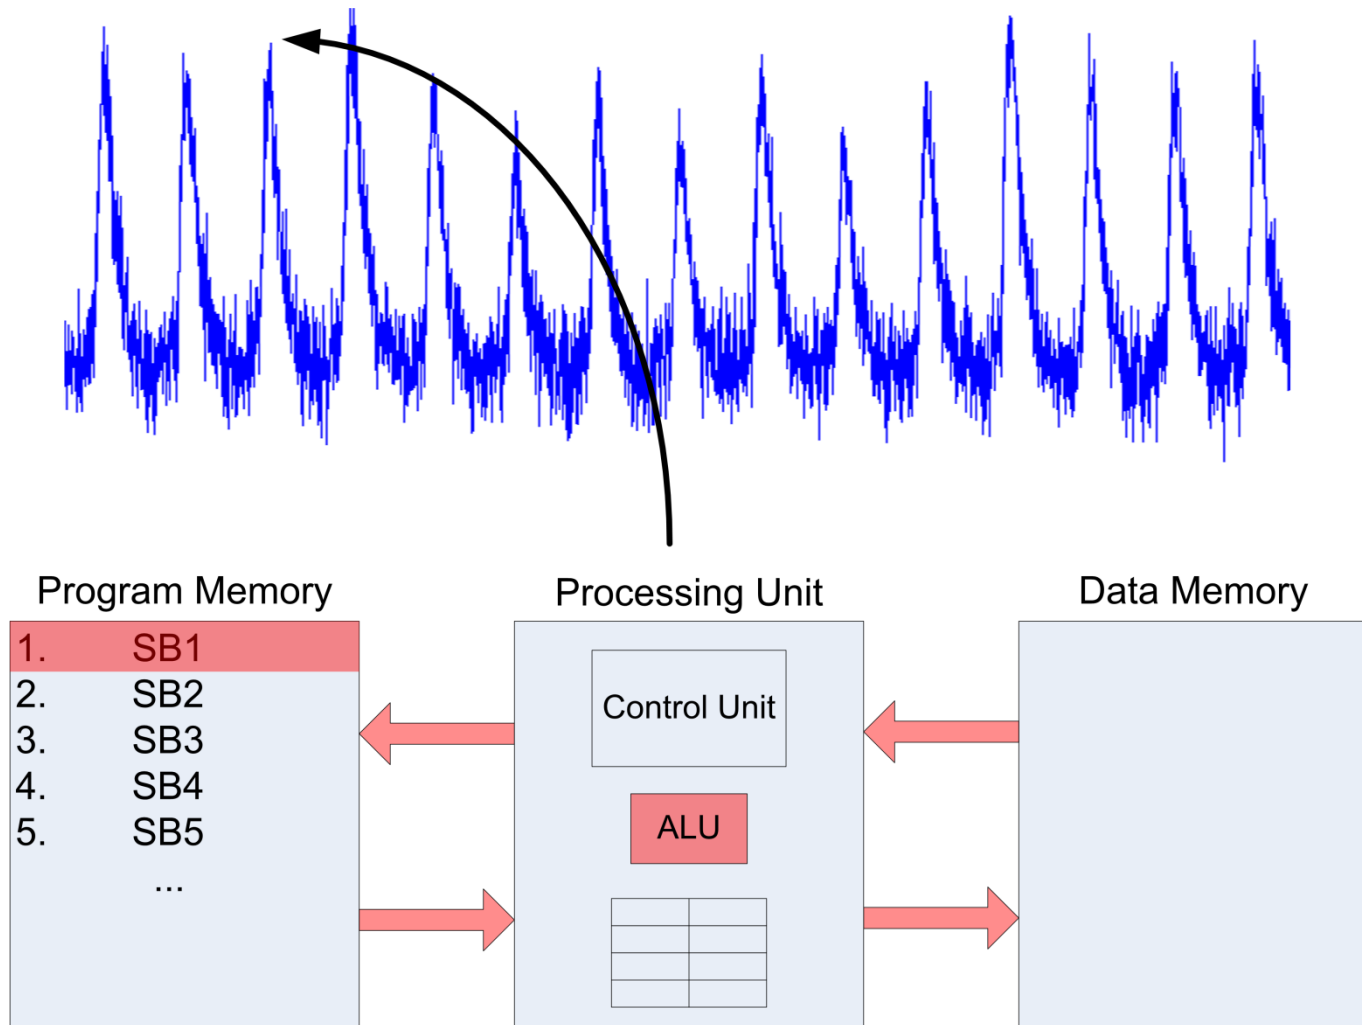 Program Memory
Processing Unit
Data Memory
1. SB1
2. SB2
3. SB3
4. SB4
5. SB5
...
Control Unit
ALU